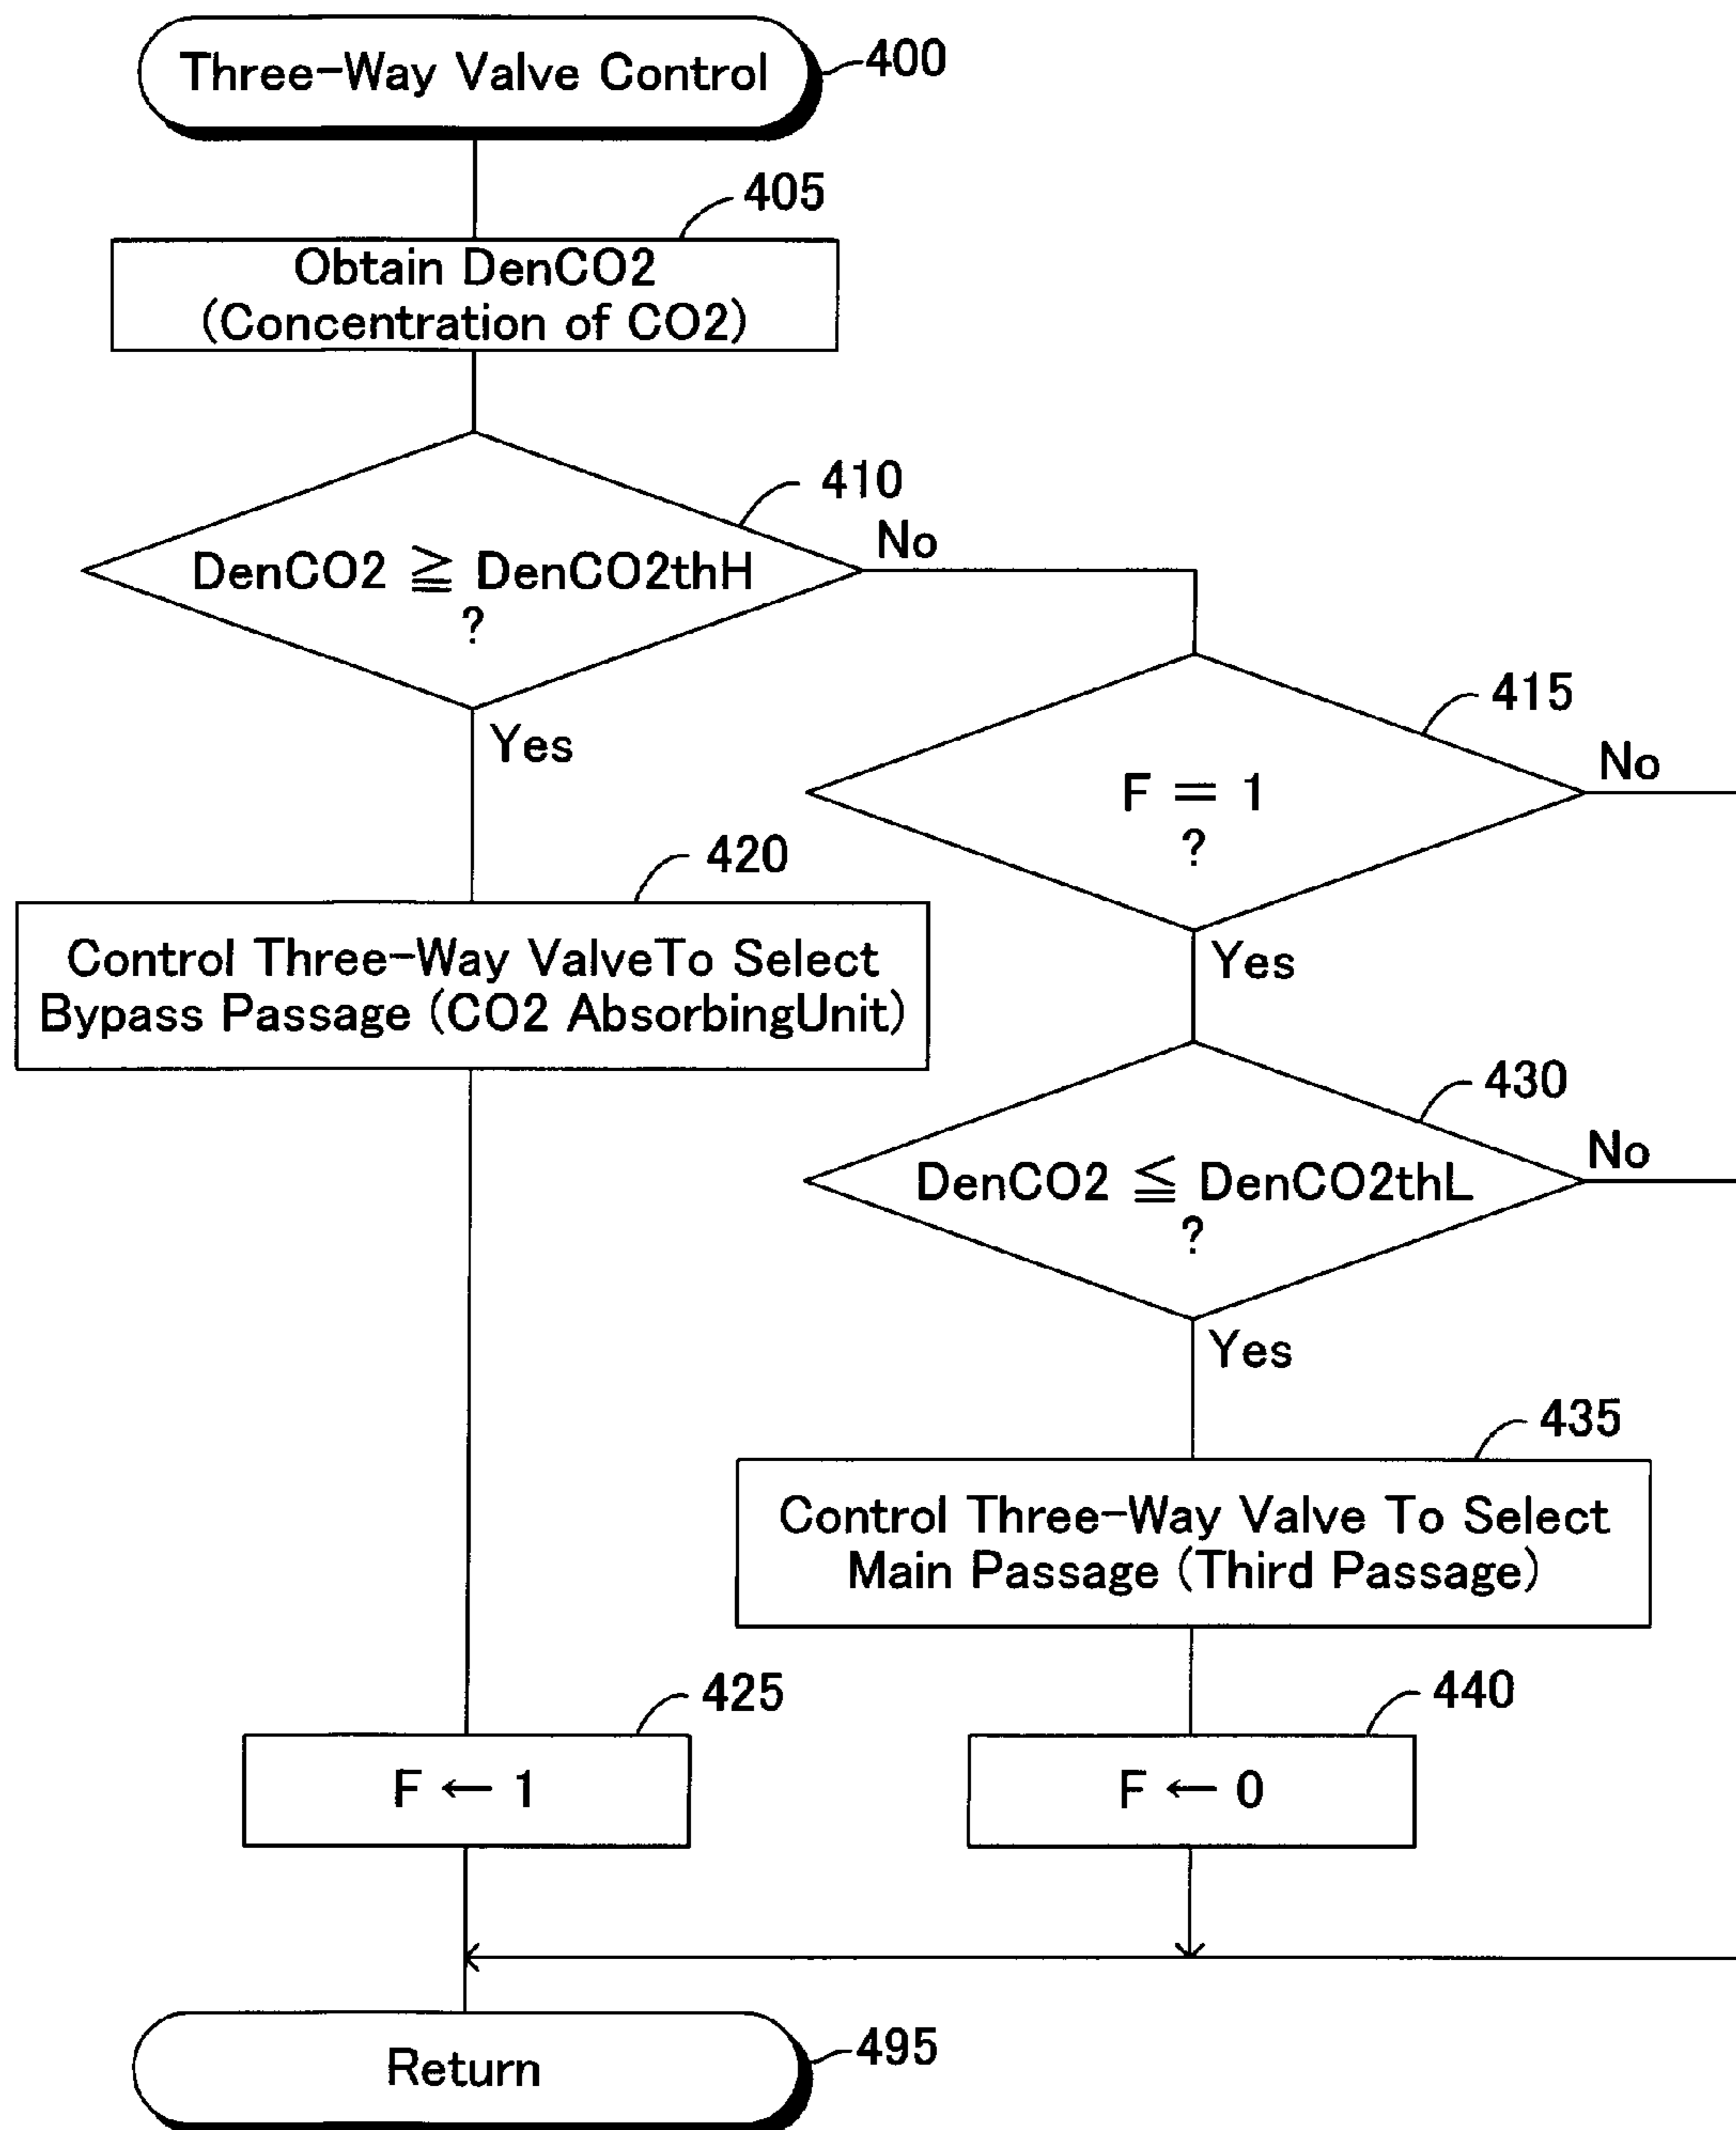 Three-Way Valve Control
400
405
Obtain DenCO2
(Concentration of CO2)
410
DenCO2 ≧ DenCO2thH
?
No
Yes
415
F = 1
?
No
Yes
420
Control Three-Way ValveTo Select
Bypass Passage (CO2 AbsorbingUnit)
430
DenCO2 ≦ DenCO2thL
?
No
Yes
435
Control Three-Way Valve To Select
Main Passage (Third Passage)
425
F ← 1
440
F ← 0
Return
495